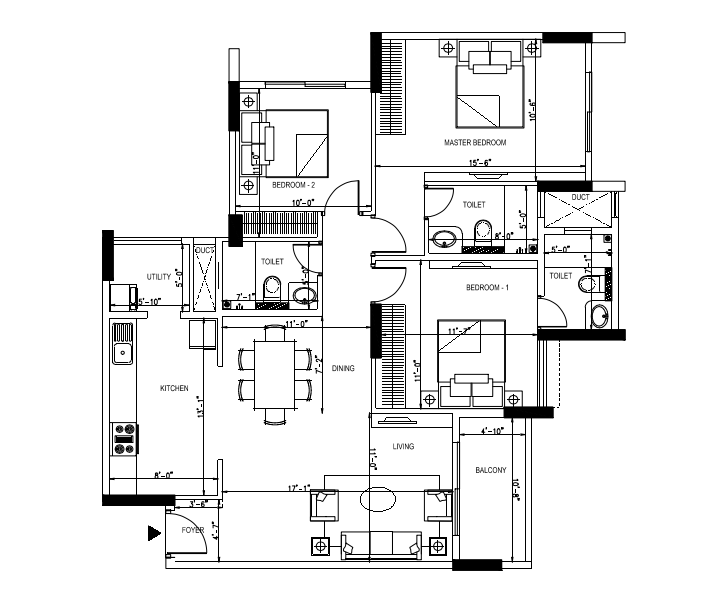 MASTER BEDROOM
15'-6"
10'-6"
BEDROOM - 2
11'-0"
10'-0"
TOILET
8'-0"
5'-0"
DUCT
5'-0"
7'-1"
TOILET
DUCT
UTILITY
5'-0"
5'-10"
TOILET
7'-1"
BEDROOM - 1
11'-7"
11'-0"
11'-0"
7'-2"
DINING
KITCHEN
13'-1"
8'-0"
LIVING
11'-0"
17'-1"
4'-10"
BALCONY
10'-8"
3'-6"
FOYER
4'-7"